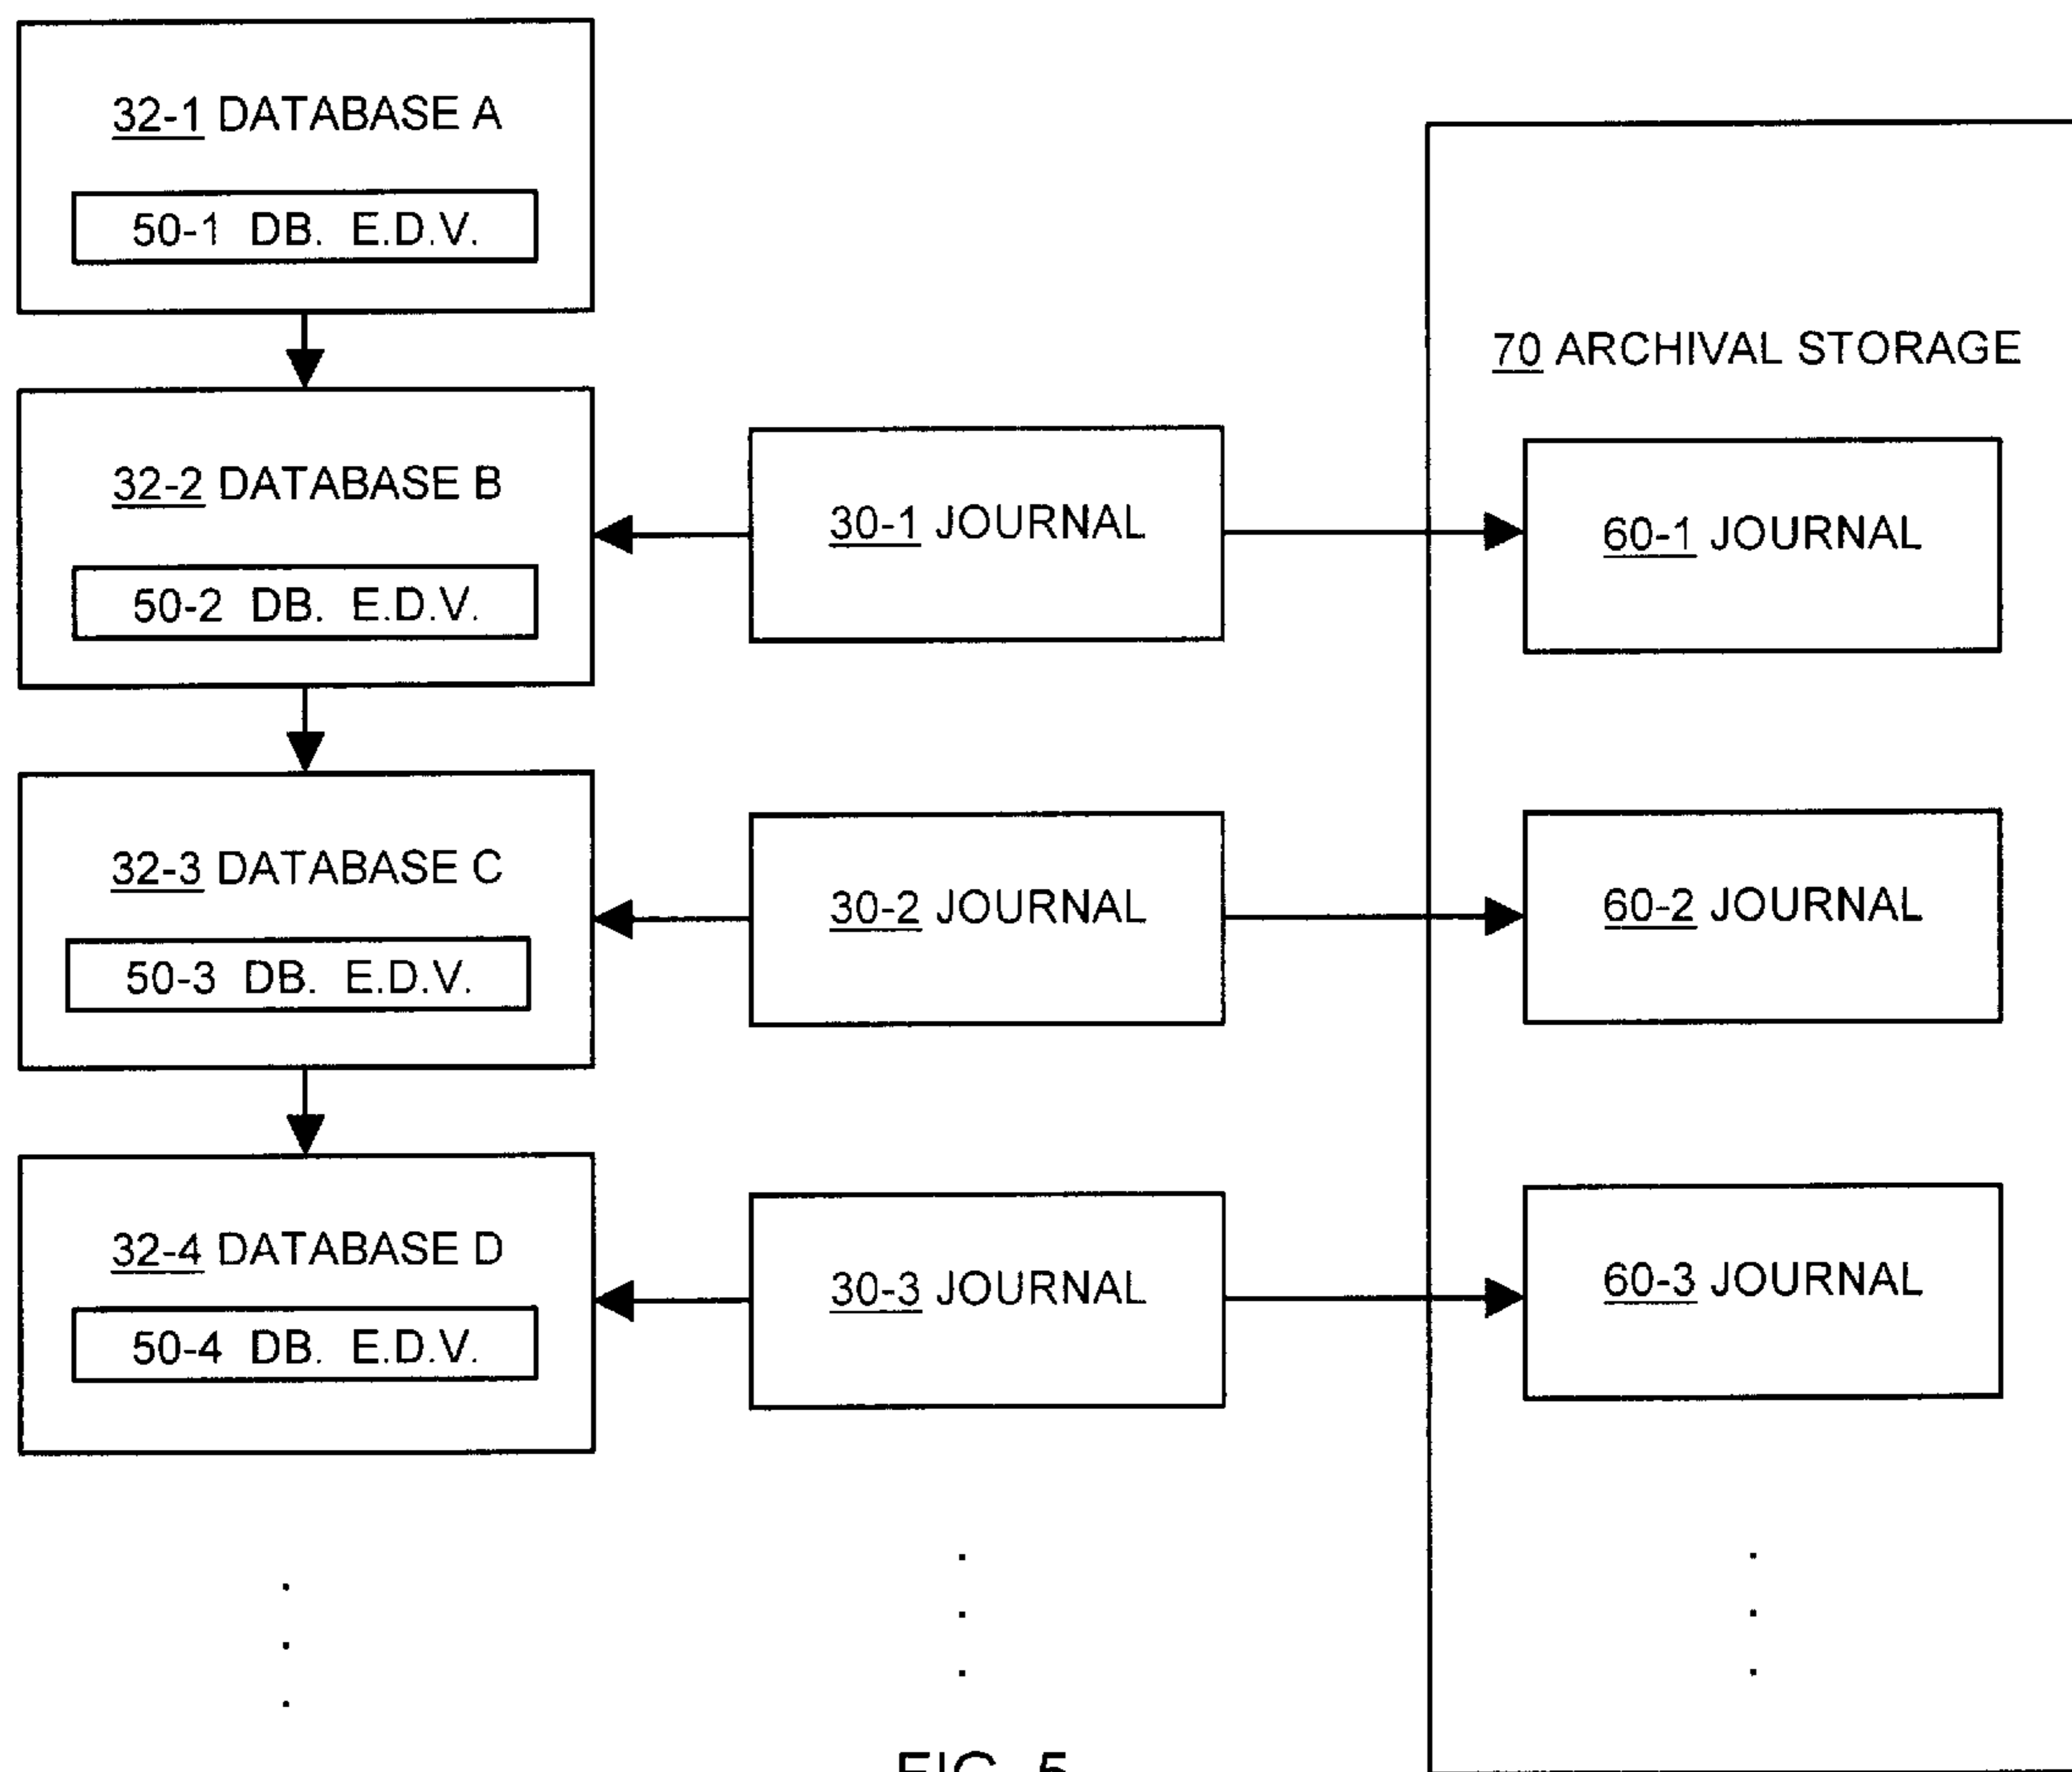 32-1 DATABASE A
50-1 DB. E.D.V.
70 ARCHIVAL STORAGE
32-2 DATABASE B
50-2 DB. E.D.V.
30-1 JOURNAL
60-1 JOURNAL
32-3 DATABASE C
50-3 DB. E.D.V.
30-2 JOURNAL
60-2 JOURNAL
32-4 DATABASE D
50-4 DB. E.D.V.
30-3 JOURNAL
60-3 JOURNAL
FIG. 5